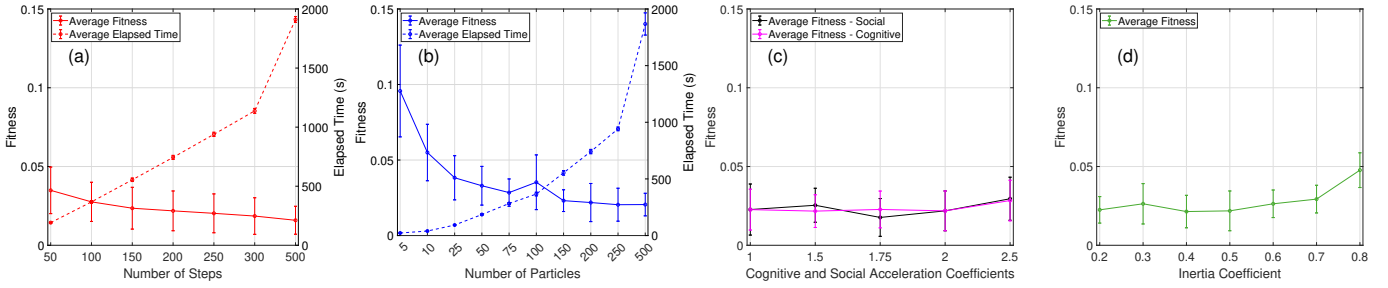 Average Fitness
Average Elapsed Time
(a)
Fitness
0.15
0.1
0.05
0
2000
1500
1000
500
0
Elapsed Time (s)
50 100 150 200 250 300 500
Number of Steps
Average Fitness
Average Elapsed Time
(b)
Fitness
0.15
0.1
0.05
0
2000
1500
1000
500
0
Elapsed Time (s)
5 10 25 50 75 100 150 200 250 500
Number of Particles
Average Fitness - Social
Average Fitness - Cognitive
(c)
Fitness
0.15
0.1
0.05
0
1 1.5 1.75 2 2.5
Cognitive and Social Acceleration Coefficients
Average Fitness
(d)
Fitness
0.15
0.1
0.05
0
0.2 0.3 0.4 0.5 0.6 0.7 0.8
Inertia Coefficient